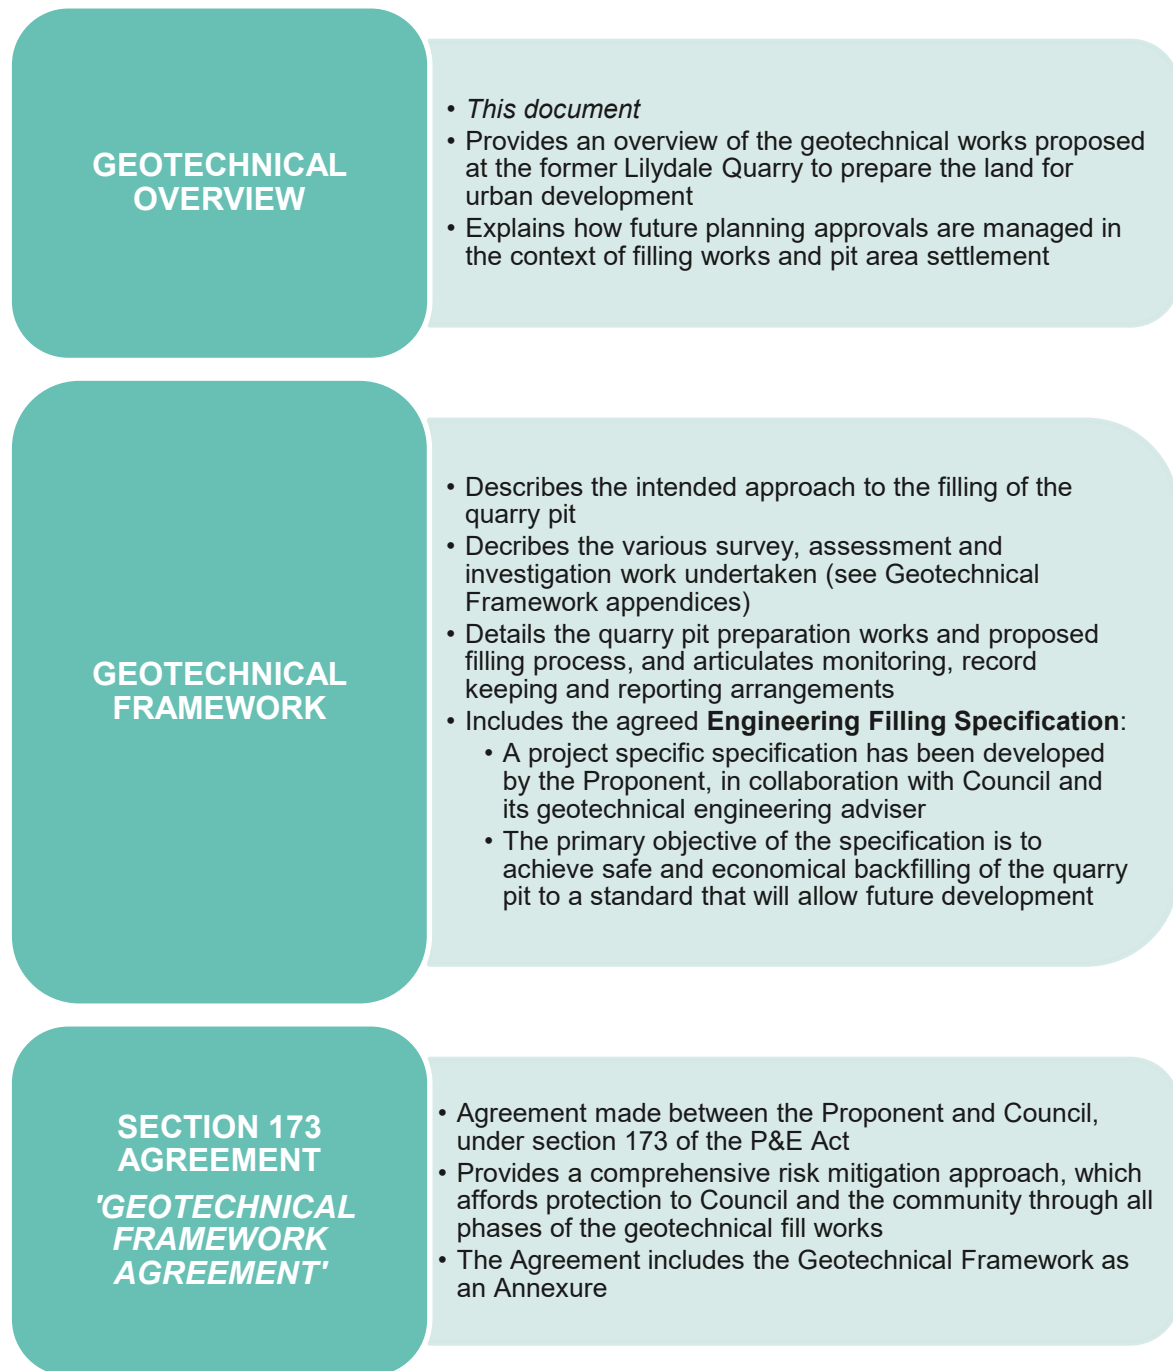 GEOTECHNICAL
OVERVIEW
• This document
• Provides an overview of the geotechnical works proposed
at the former Lilydale Quarry to prepare the land for
urban development
• Explains how future planning approvals are managed in
the context of filling works and pit area settlement
GEOTECHNICAL
FRAMEWORK
• Describes the intended approach to the filling of the
quarry pit
• Decribes the various survey, assessment and
investigation work undertaken (see Geotechnical
Framework appendices)
• Details the quarry pit preparation works and proposed
filling process, and articulates monitoring, record
keeping and reporting arrangements
• Includes the agreed Engineering Filling Specification:
• A project specific specification has been developed
by the Proponent, in collaboration with Council and
its geotechnical engineering adviser
• The primary objective of the specification is to
achieve safe and economical backfilling of the quarry
pit to a standard that will allow future development
SECTION 173
AGREEMENT
'GEOTECHNICAL
FRAMEWORK
AGREEMENT'
• Agreement made between the Proponent and Council,
under section 173 of the P&E Act
• Provides a comprehensive risk mitigation approach, which
affords protection to Council and the community through all
phases of the geotechnical fill works
• The Agreement includes the Geotechnical Framework as
an Annexure